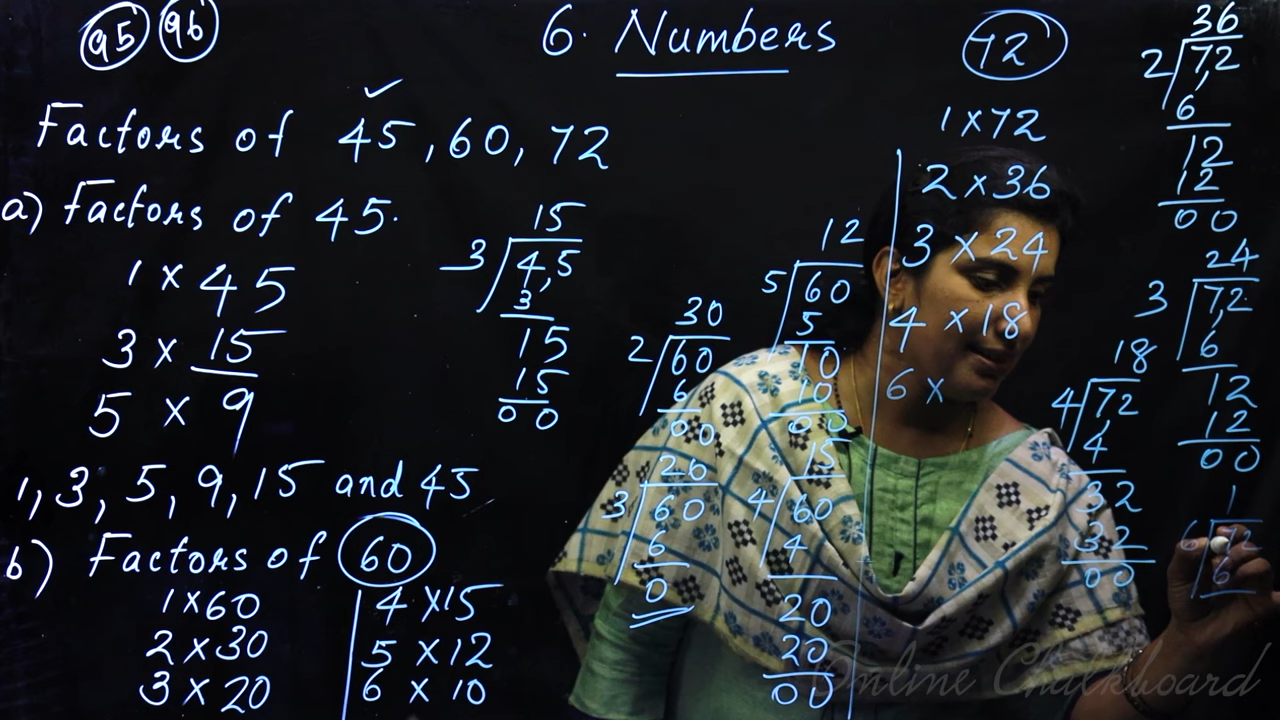 95 96
6. Numbers
Factors of 45, 60, 72
a) Factors of 45.
1 x 45
3 x 15
5 x 9
1, 3, 5, 9, 15 and 45
b) Factors of 60
1 x 60
2 x 30
3 x 20
4 x 15
5 x 12
6 x 10
15
3 45
3
15
15
00
30
2 60
6
00
20
3 60
6
0
12
5 60
5
10
10
00
15
4 60
4
20
20
00
72
1 x 72
2 x 36
3 x 24
4 x 18
6 x
36
2 72
6
12
12
00
24
3 72
6
12
12
00
18
4 72
4
32
32
00
1
6 72
6
Online Chalkboard